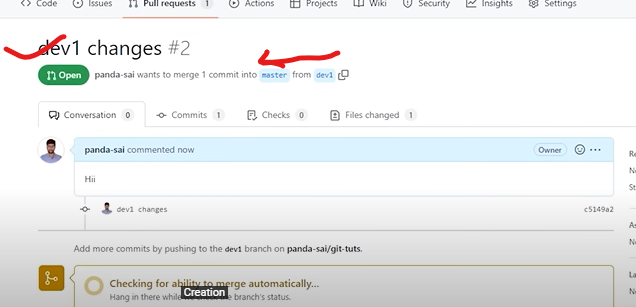 Code Issues Pull requests 1 Actions Projects Wiki Security Insights Settings
dev1 changes #2
Open panda-sai wants to merge 1 commit into master from dev1
Conversation 0 Commits 1 Checks 0 Files changed 1
panda-sai commented now Owner
Hii
dev1 changes c5149a2
Add more commits by pushing to the dev1 branch on panda-sai/git-tuts.
Checking for ability to merge automatically…
Creation
Hang in there while the branch's status.